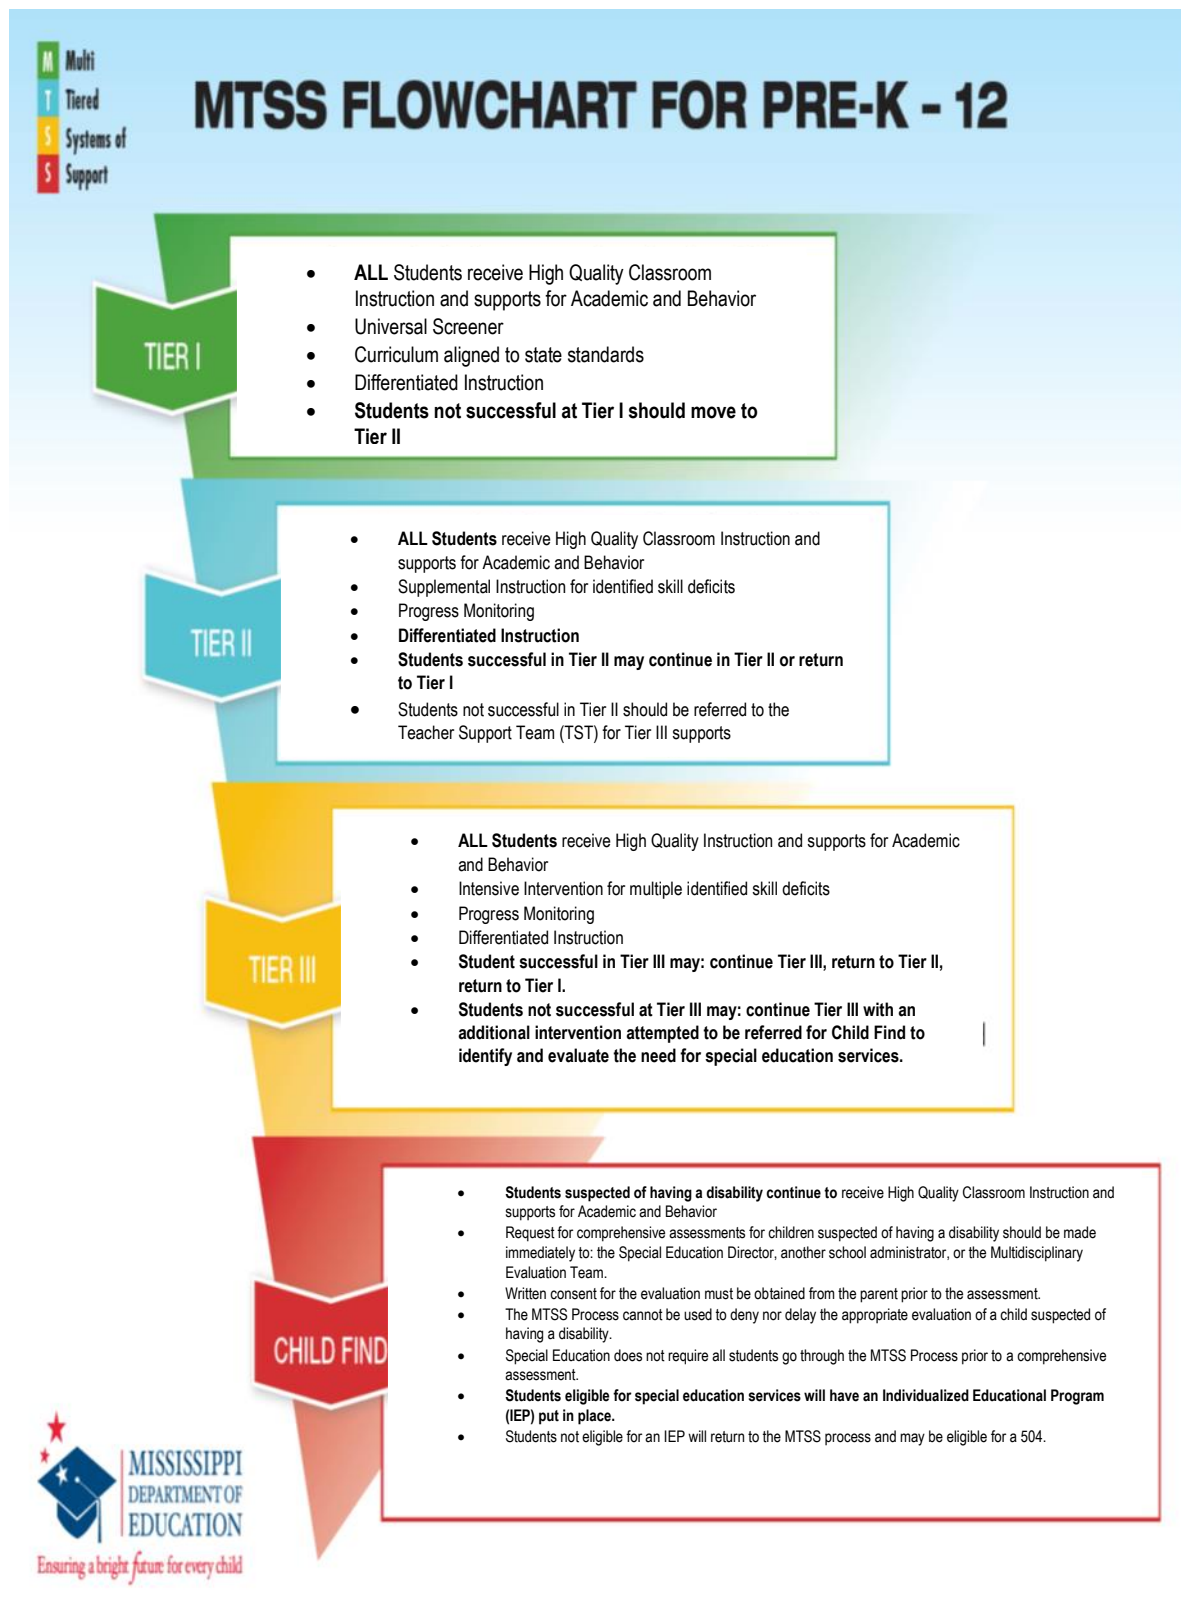 M Multi
T Tiered
S Systems of
S Support
MTSS FLOWCHART FOR PRE-K - 12
TIER I
• ALL Students receive High Quality Classroom
Instruction and supports for Academic and Behavior
• Universal Screener
• Curriculum aligned to state standards
• Differentiated Instruction
• Students not successful at Tier I should move to
Tier II
TIER II
• ALL Students receive High Quality Classroom Instruction and
supports for Academic and Behavior
• Supplemental Instruction for identified skill deficits
• Progress Monitoring
• Differentiated Instruction
• Students successful in Tier II may continue in Tier II or return
to Tier I
• Students not successful in Tier II should be referred to the
Teacher Support Team (TST) for Tier III supports
TIER III
• ALL Students receive High Quality Instruction and supports for Academic
and Behavior
• Intensive Intervention for multiple identified skill deficits
• Progress Monitoring
• Differentiated Instruction
• Student successful in Tier III may: continue Tier III, return to Tier II,
return to Tier I.
• Students not successful at Tier III may: continue Tier III with an
additional intervention attempted to be referred for Child Find to
identify and evaluate the need for special education services.
CHILD FIND
• Students suspected of having a disability continue to receive High Quality Classroom Instruction and
supports for Academic and Behavior
• Request for comprehensive assessments for children suspected of having a disability should be made
immediately to: the Special Education Director, another school administrator, or the Multidisciplinary
Evaluation Team.
• Written consent for the evaluation must be obtained from the parent prior to the assessment.
• The MTSS Process cannot be used to deny nor delay the appropriate evaluation of a child suspected of
having a disability.
• Special Education does not require all students go through the MTSS Process prior to a comprehensive
assessment.
• Students eligible for special education services will have an Individualized Educational Program
(IEP) put in place.
• Students not eligible for an IEP will return to the MTSS process and may be eligible for a 504.
MISSISSIPPI
DEPARTMENT OF
EDUCATION
Ensuring a bright future for every child